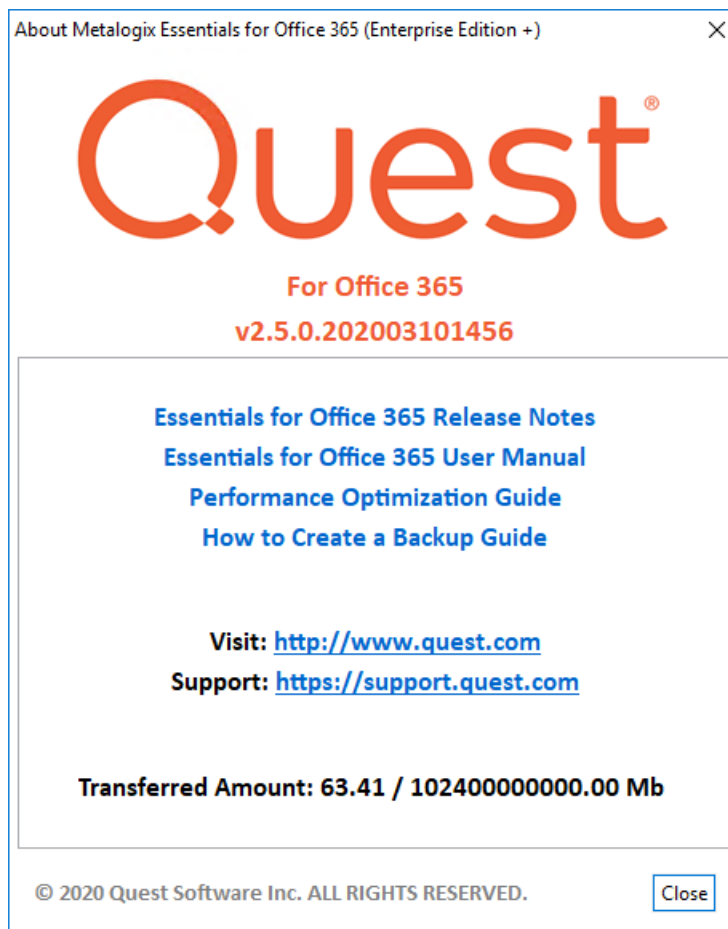 About Metalogix Essentials for Office 365 (Enterprise Edition +)
Quest®
For Office 365
v2.5.0.202003101456
Essentials for Office 365 Release Notes
Essentials for Office 365 User Manual
Performance Optimization Guide
How to Create a Backup Guide
Visit: http://www.quest.com
Support: https://support.quest.com
Transferred Amount: 63.41 / 102400000000.00 Mb
© 2020 Quest Software Inc. ALL RIGHTS RESERVED.
Close